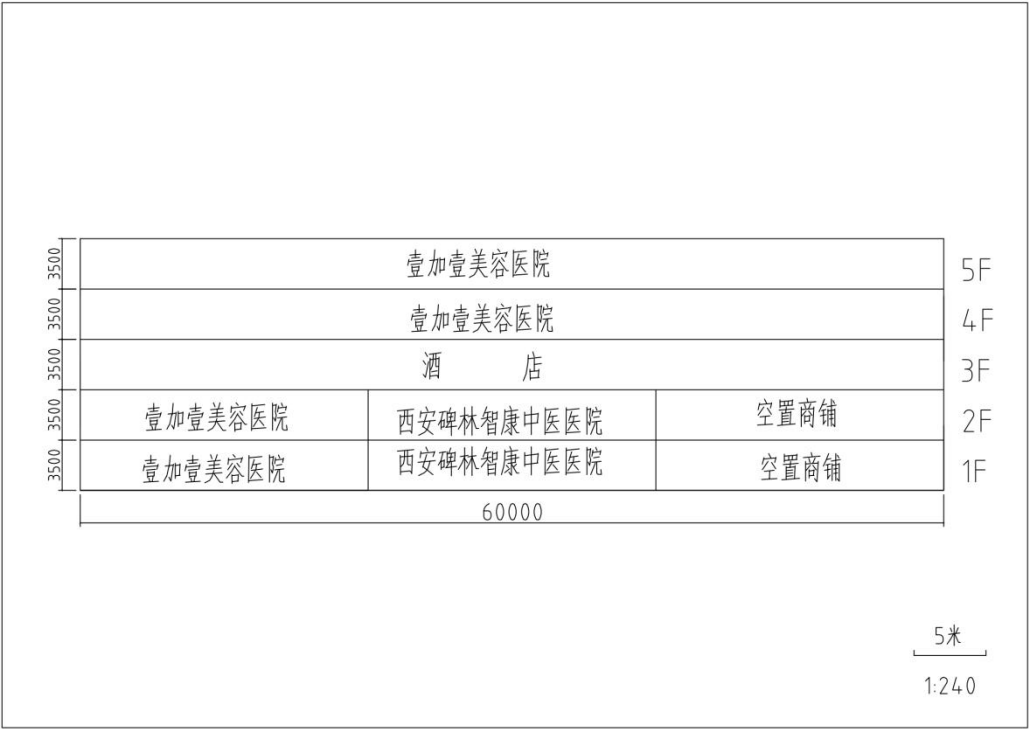 3500 壹加壹美容医院 5F
3500 壹加壹美容医院 4F
3500 酒 店 3F
3500 壹加壹美容医院 西安碑林智康中医医院 空置商铺 2F
3500 壹加壹美容医院 西安碑林智康中医医院 空置商铺 1F
60000
5米
1:240